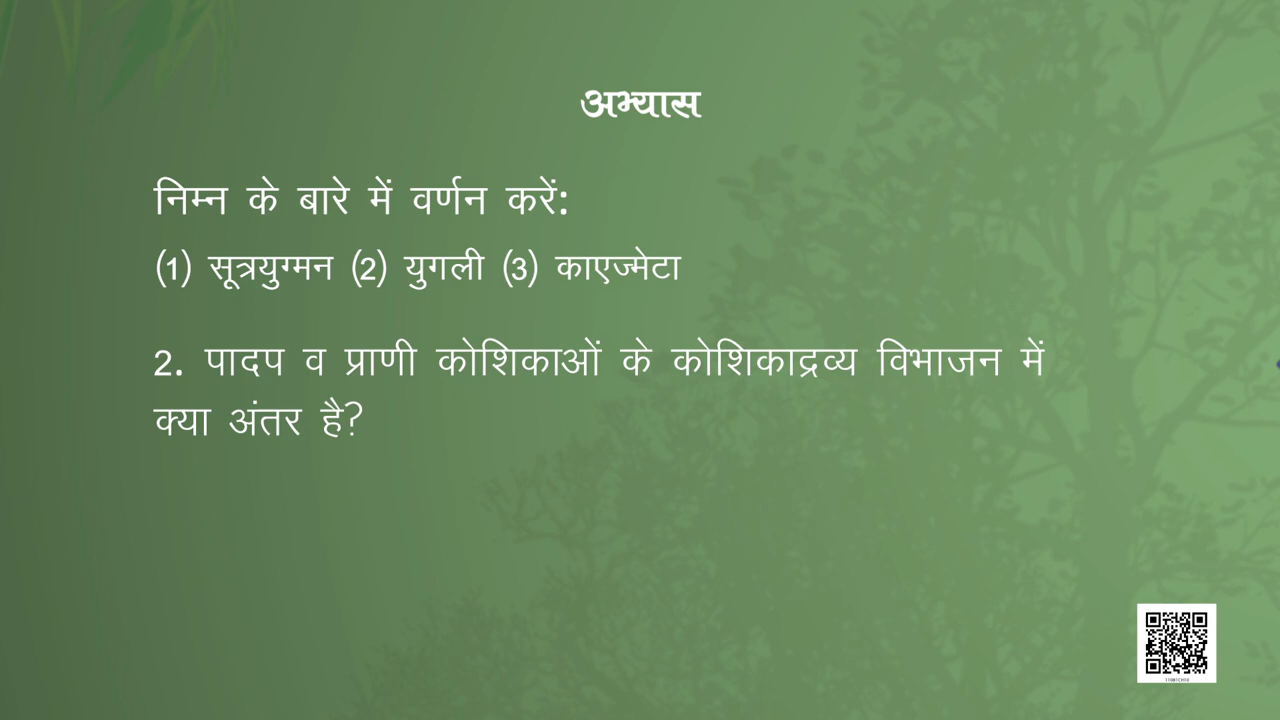 अभ्यास
निम्न के बारे में वर्णन करें:
(1) सूत्रयुग्मन (2) युगली (3) काएज्मेटा
2. पादप व प्राणी कोशिकाओं के कोशिकाद्रव्य विभाजन में
क्या अंतर है?